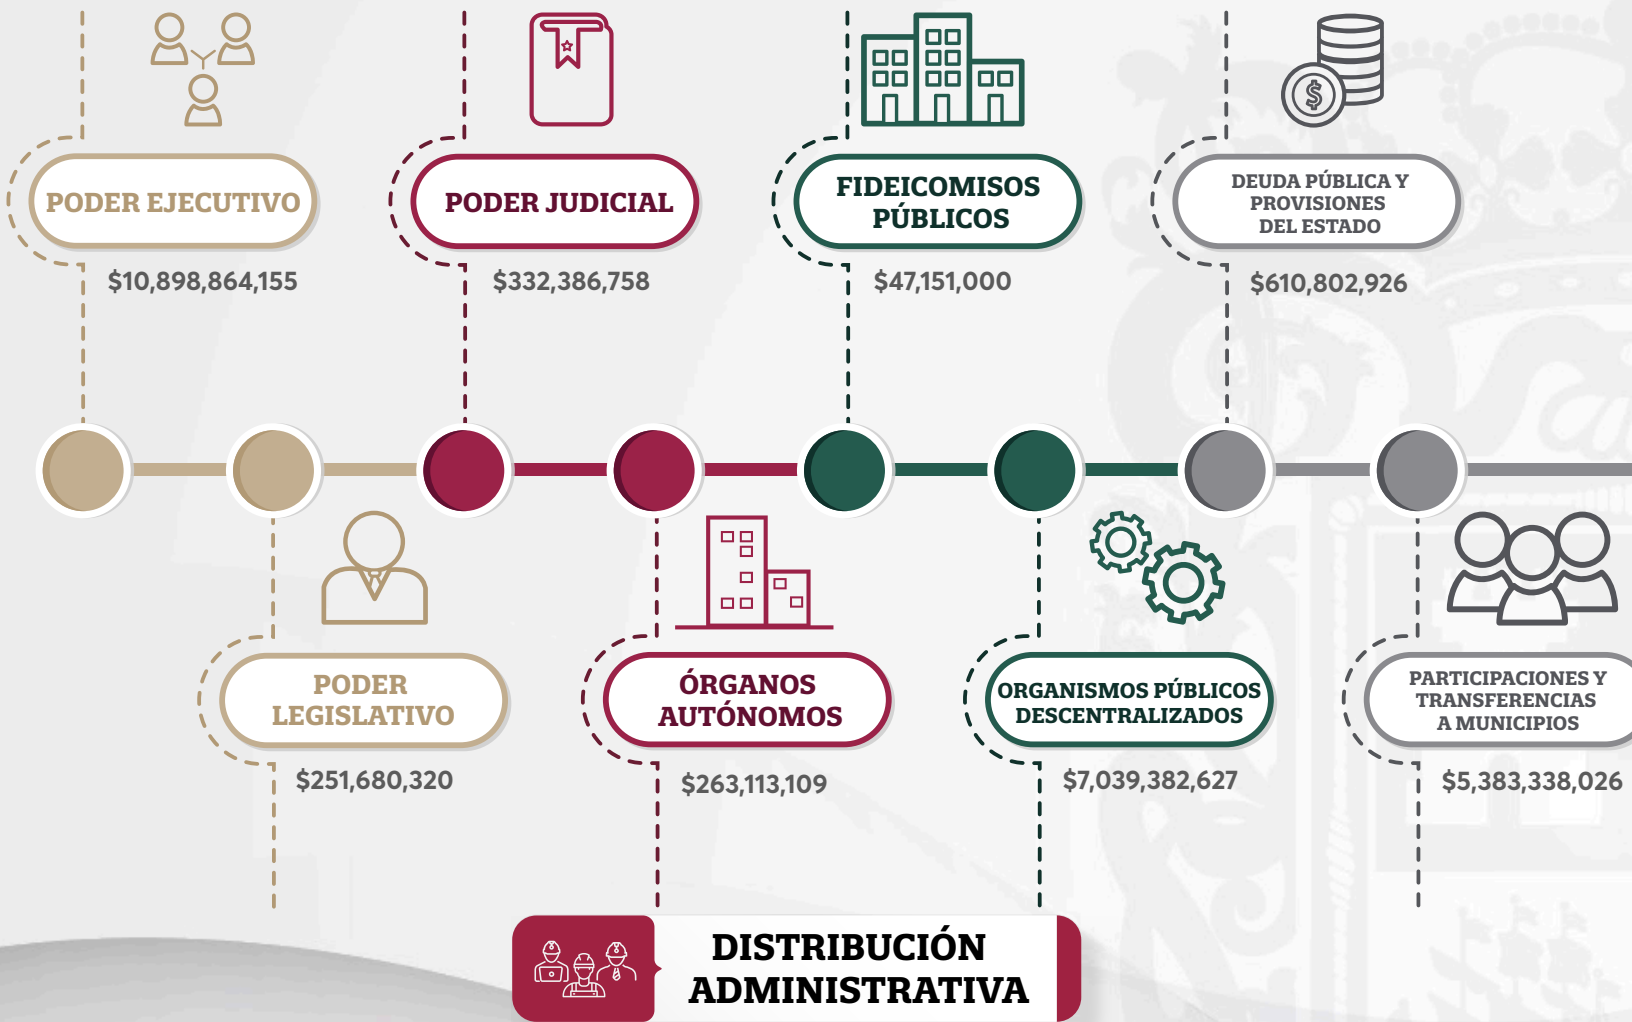 PODER EJECUTIVO
$10,898,864,155
PODER JUDICIAL
$332,386,758
FIDEICOMISOS
PÚBLICOS
$47,151,000
DEUDA PÚBLICA Y
PROVISIONES
DEL ESTADO
$610,802,926
PODER
LEGISLATIVO
$251,680,320
ÓRGANOS
AUTÓNOMOS
$263,113,109
ORGANISMOS PÚBLICOS
DESCENTRALIZADOS
$7,039,382,627
PARTICIPACIONES Y
TRANSFERENCIAS
A MUNICIPIOS
$5,383,338,026
DISTRIBUCIÓN
ADMINISTRATIVA